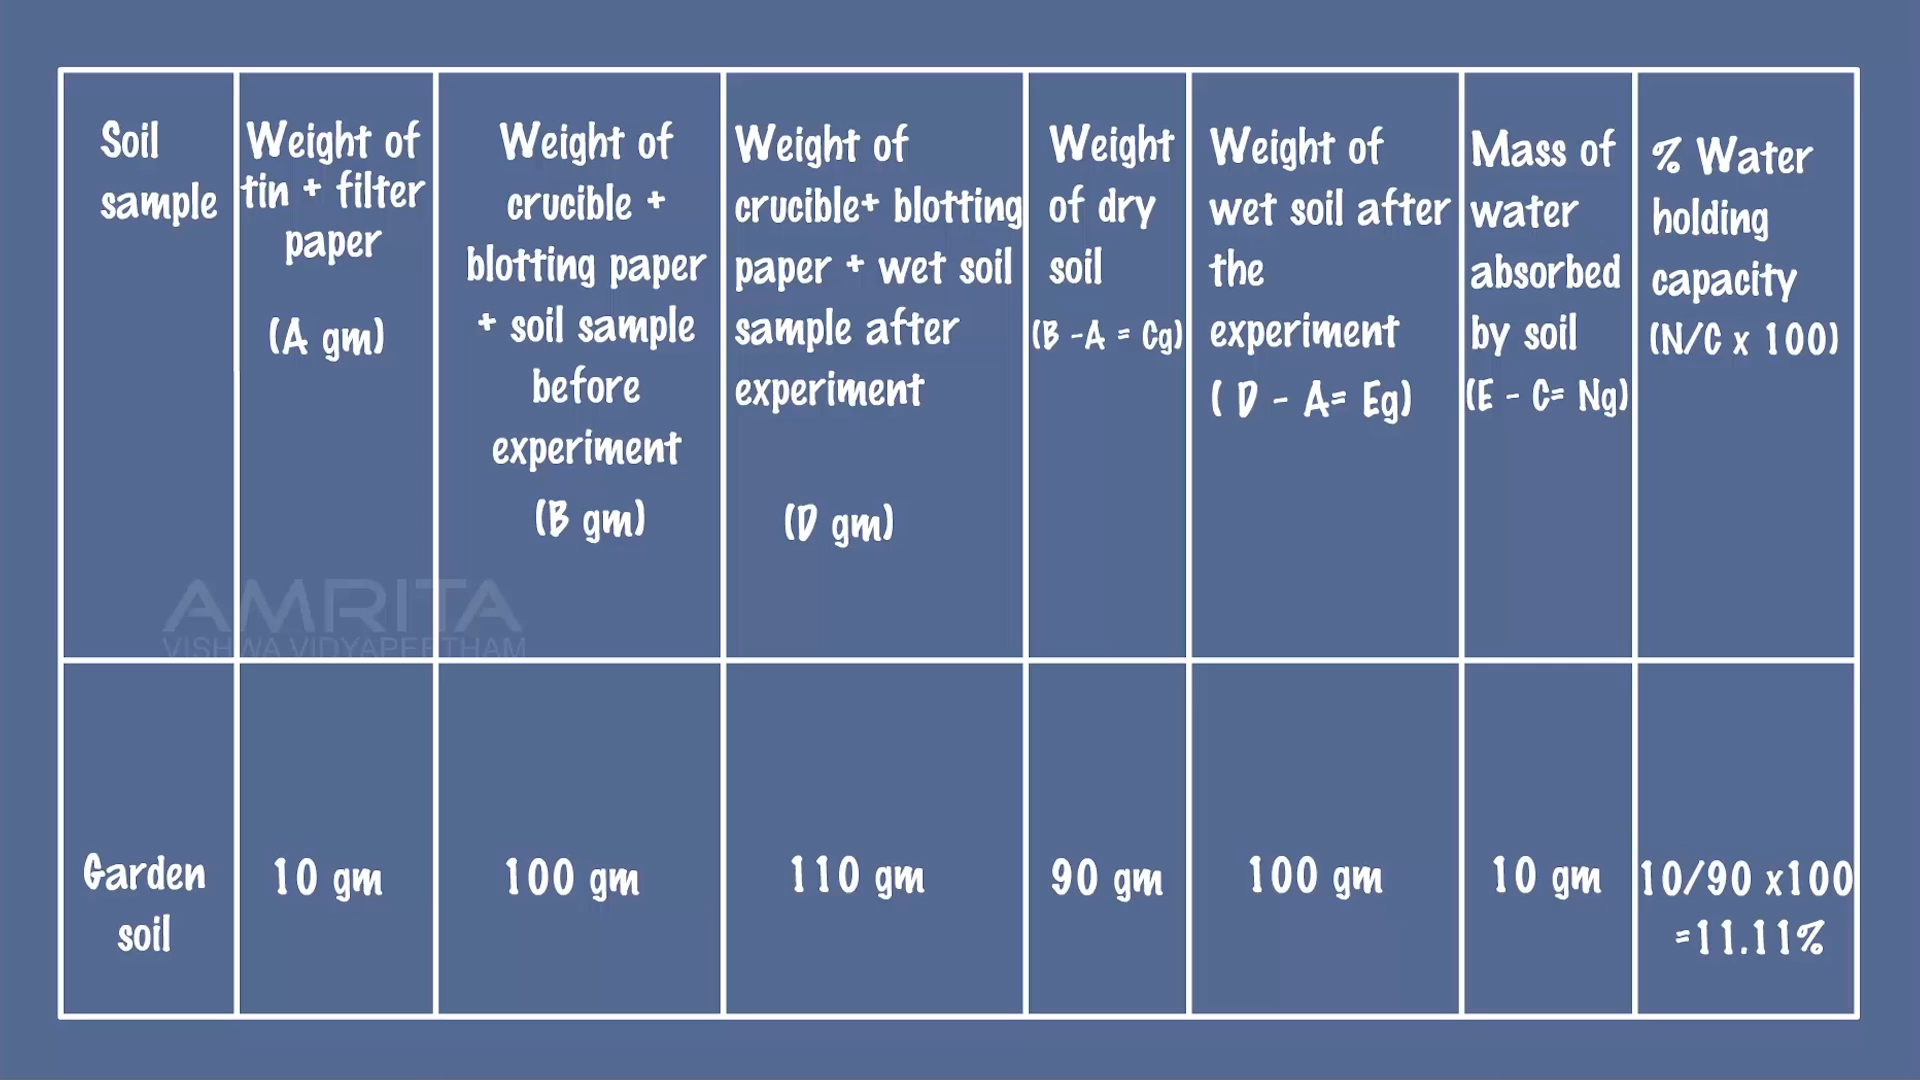 Soil
sample
Weight of
tin + filter
paper
(A gm)
Weight of
crucible +
blotting paper
+ soil sample
before
experiment
(B gm)
Weight of
crucible+ blotting
paper + wet soil
sample after
experiment
(D gm)
Weight
of dry
soil
(B -A = Cg)
Weight of
wet soil after
the
experiment
( D - A= Eg)
Mass of
water
absorbed
by soil
(E - C= Ng)
% Water
holding
capacity
(N/C x 100)
AMRITA
VISHWA VIDYAPEETHAM
Garden
soil
10 gm
100 gm
110 gm
90 gm
100 gm
10 gm
10/90 x100
=11.11%